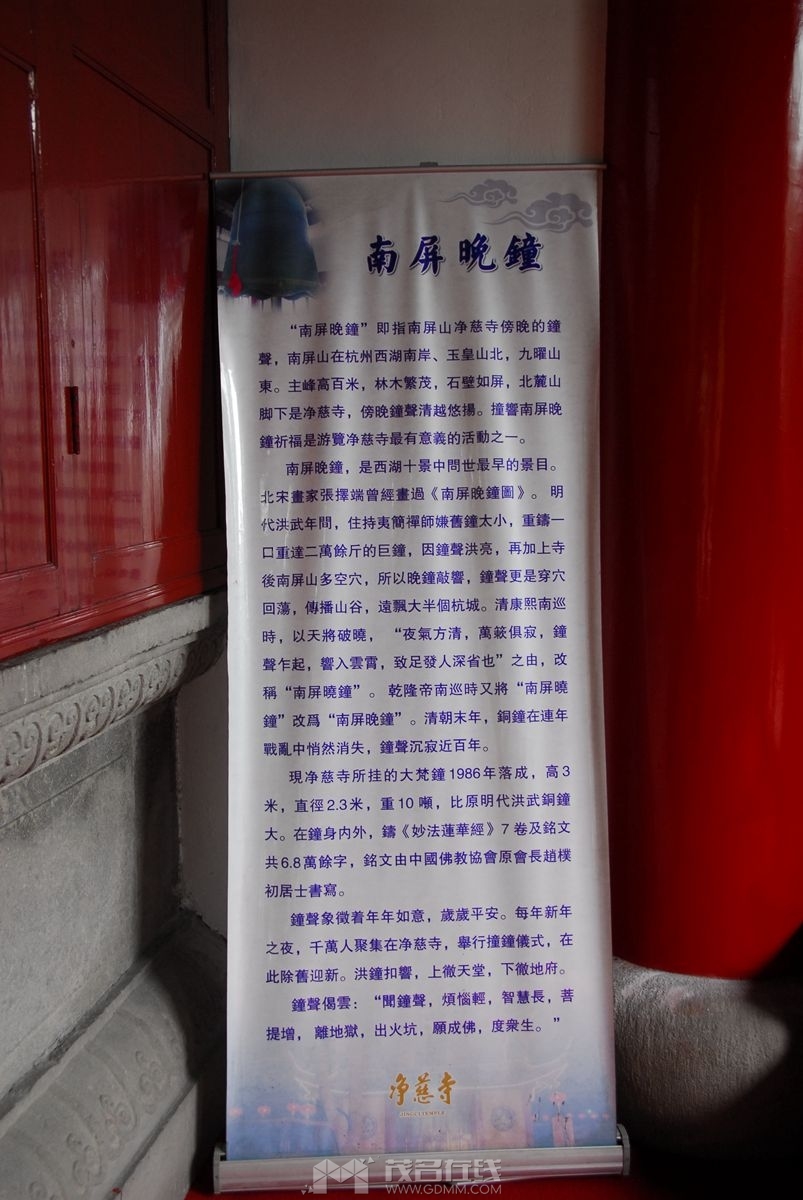 南屏晚鐘
“南屏晚鐘”即指南屏山净慈寺傍晚的鐘
聲，南屏山在杭州西湖南岸、玉皇山北，九曜山
東。主峰高百米，林木繁茂，石壁如屏，北麓山
脚下是净慈寺，傍晚鐘聲清越悠揚。撞響南屏晚
鐘祈福是游覽净慈寺最有意義的活動之一。
南屏晚鐘，是西湖十景中問世最早的景目。
北宋畫家張擇端曾經畫過《南屏晚鐘圖》。明
代洪武年間，住持夷簡禪師嫌舊鐘太小，重鑄一
口重達二萬餘斤的巨鐘，因鐘聲洪亮，再加上寺
後南屏山多空穴，所以晚鐘敲響，鐘聲更是穿穴
回蕩，傳播山谷，遠飄大半個杭城。清康熙南巡
時，以天將破曉，“夜氣方清，萬籁俱寂，鐘
聲乍起，響入雲霄，致足發人深省也”之由，改
稱“南屏曉鐘”。乾隆帝南巡時又將“南屏曉
鐘”改爲“南屏晚鐘”。清朝末年，銅鐘在連年
戰亂中悄然消失，鐘聲沉寂近百年。
現净慈寺所挂的大梵鐘1986年落成，高3
米，直徑2.3米，重10噸，比原明代洪武銅鐘
大。在鐘身内外，鑄《妙法蓮華經》7卷及銘文
共6.8萬餘字，銘文由中國佛教協會原會長趙樸
初居士書寫。
鐘聲象徵着年年如意，歲歲平安。每年新年
之夜，千萬人聚集在净慈寺，舉行撞鐘儀式，在
此除舊迎新。洪鐘扣響，上徹天堂，下徹地府。
鐘聲偈雲：“聞鐘聲，煩惱輕，智慧長，菩
提增，離地獄，出火坑，願成佛，度衆生。”
净慈寺
JINGCI TEMPLE
茂名在线
WWW.GDMM.COM